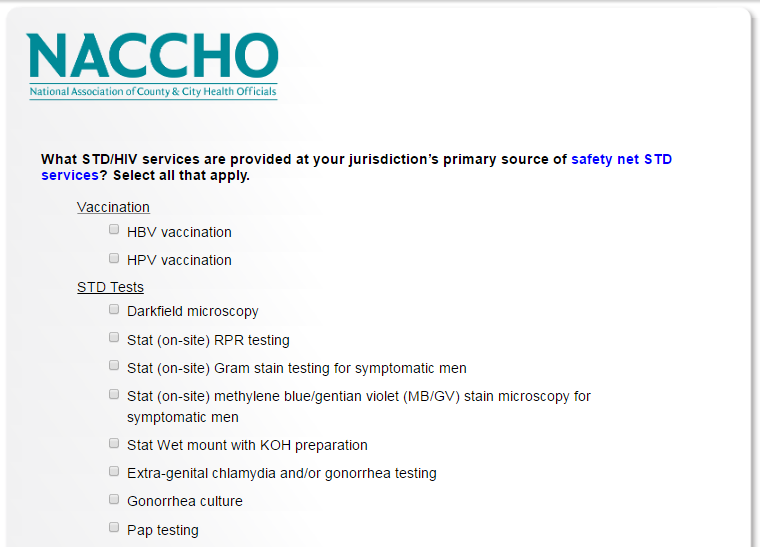 NACCHO
National Association of County & City Health Officials
What STD/HIV services are provided at your jurisdiction’s primary source of safety net STD
services? Select all that apply.
Vaccination
HBV vaccination
HPV vaccination
STD Tests
Darkfield microscopy
Stat (on-site) RPR testing
Stat (on-site) Gram stain testing for symptomatic men
Stat (on-site) methylene blue/gentian violet (MB/GV) stain microscopy for
symptomatic men
Stat Wet mount with KOH preparation
Extra-genital chlamydia and/or gonorrhea testing
Gonorrhea culture
Pap testing